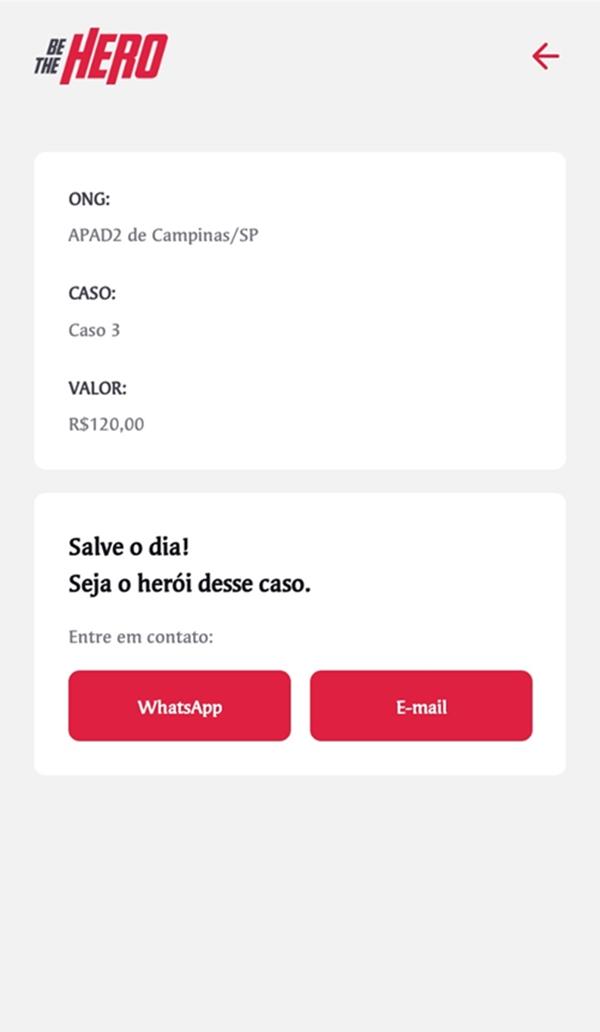 BE
THE HERO
ONG:
APAD2 de Campinas/SP
CASO:
Caso 3
VALOR:
R$120,00
Salve o dia!
Seja o herói desse caso.
Entre em contato:
WhatsApp E-mail